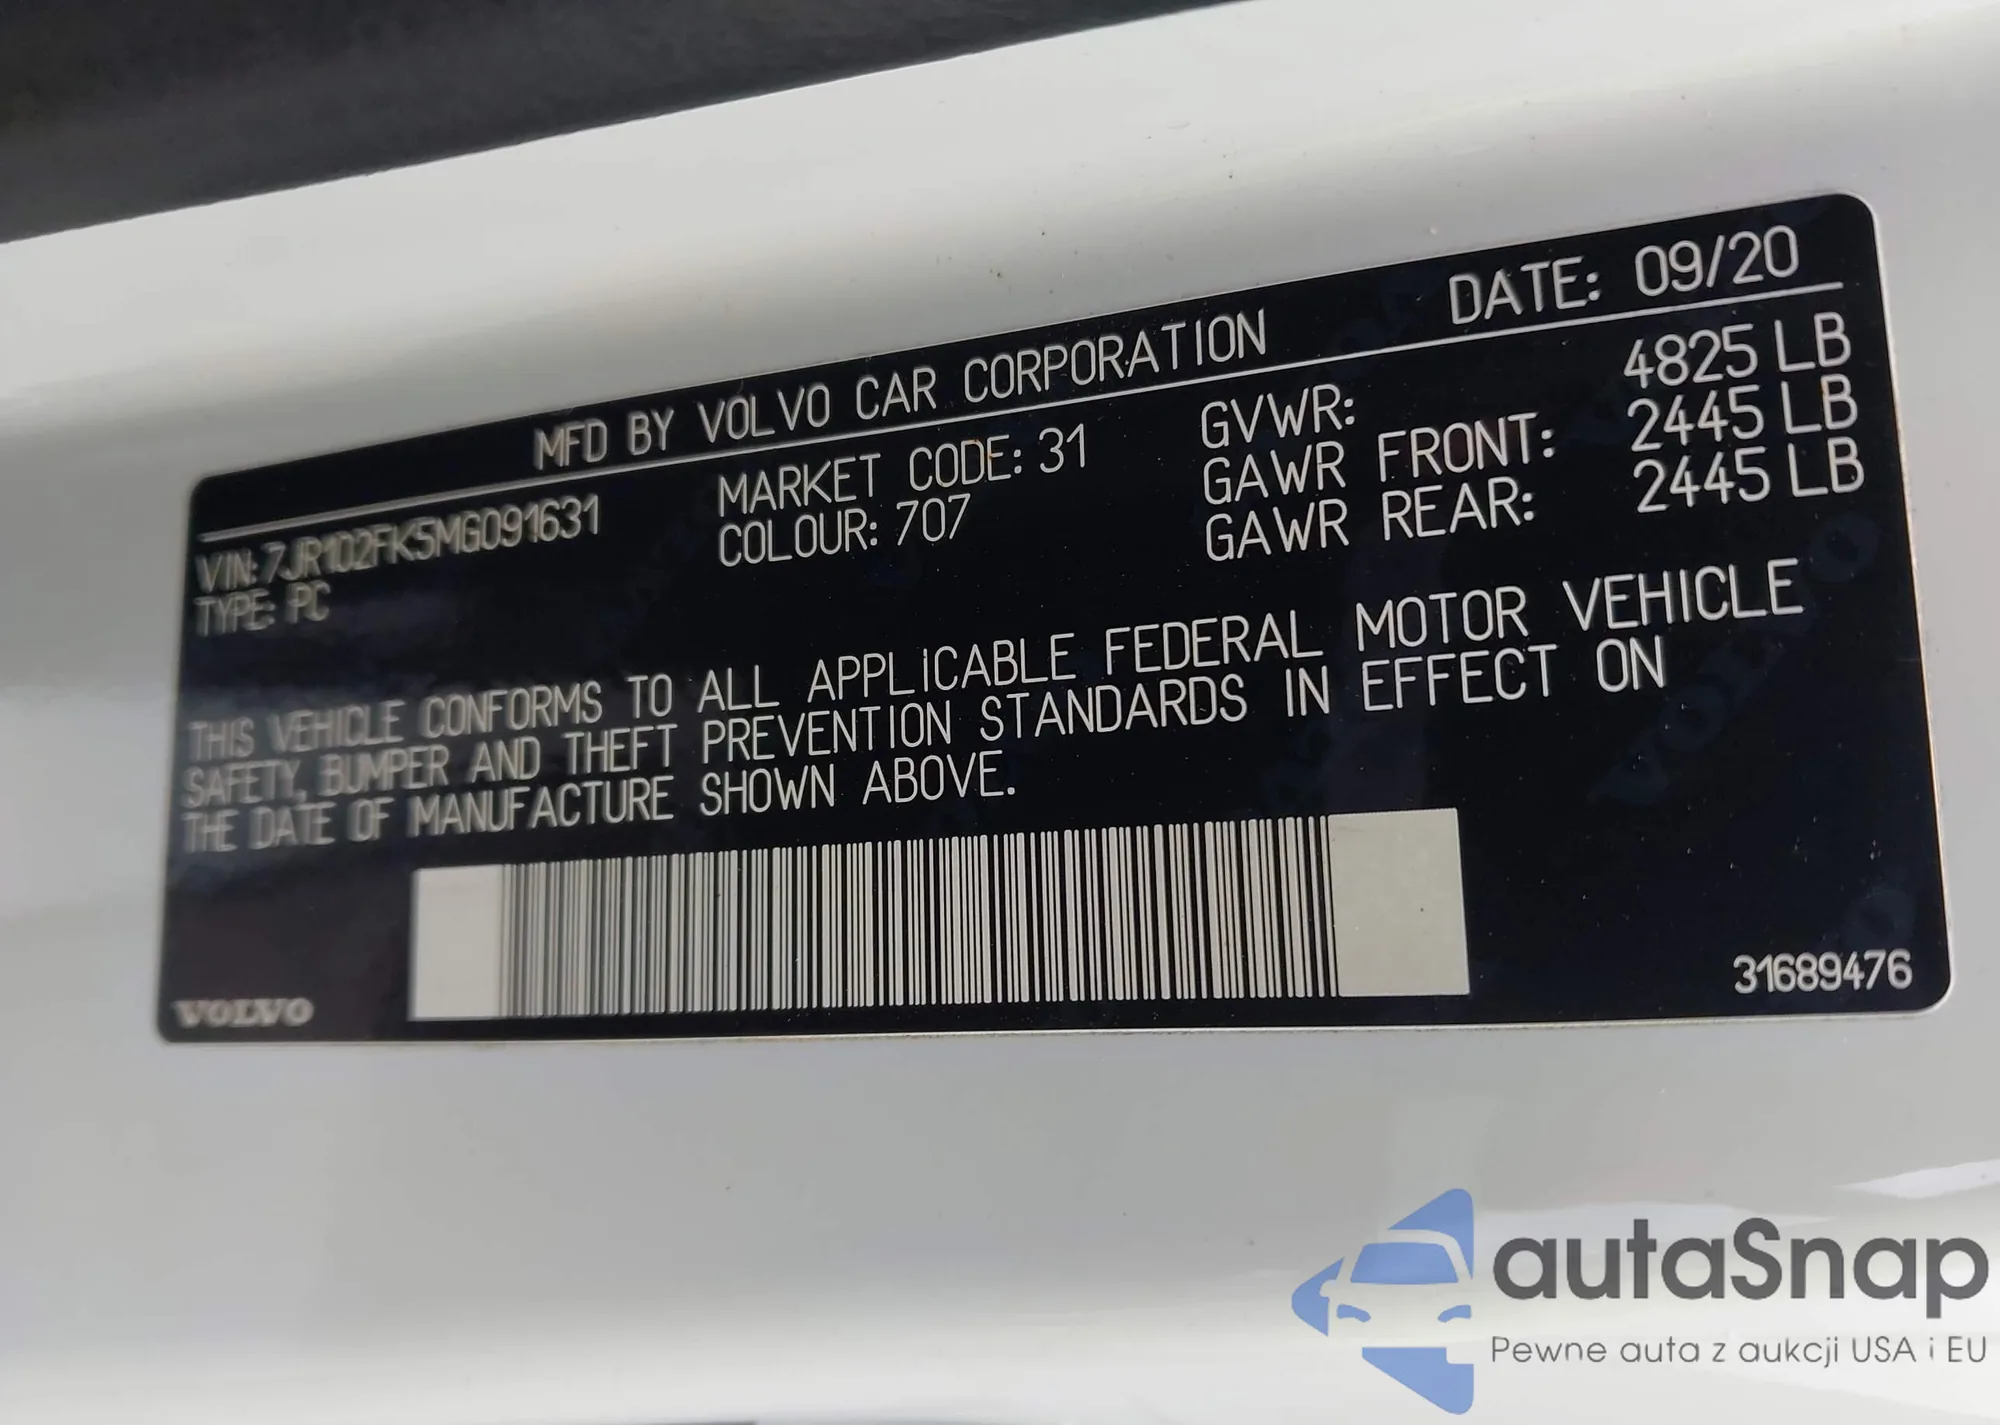 MFD BY VOLVO CAR CORPORATION DATE: 09/20
VIN: 7JR102FK5MG091631 MARKET CODE: 31 GVWR: 4825 LB
TYPE: PC COLOUR: 707 GAWR FRONT: 2445 LB
GAWR REAR: 2445 LB
THIS VEHICLE CONFORMS TO ALL APPLICABLE FEDERAL MOTOR VEHICLE
SAFETY, BUMPER AND THEFT PREVENTION STANDARDS IN EFFECT ON
THE DATE OF MANUFACTURE SHOWN ABOVE.
VOLVO
31689476
autaSnap
Pewne auta z aukcji USA i EU